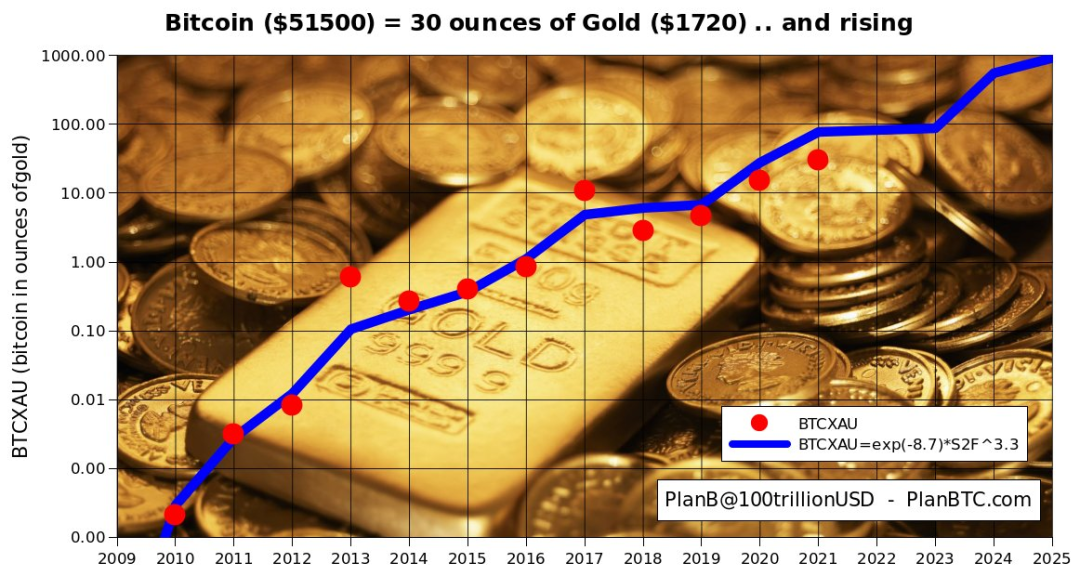 Bitcoin ($51500) = 30 ounces of Gold ($1720) .. and rising
BTCXAU (bitcoin in ounces ofgold)
1000.00
100.00
10.00
1.00
0.10
0.01
0.00
0.00
2009 2010 2011 2012 2013 2014 2015 2016 2017 2018 2019 2020 2021 2022 2023 2024 2025
GOLD
999 9
BTCXAU
BTCXAU=exp(-8.7)*S2F^3.3
PlanB@100trillionUSD - PlanBTC.com